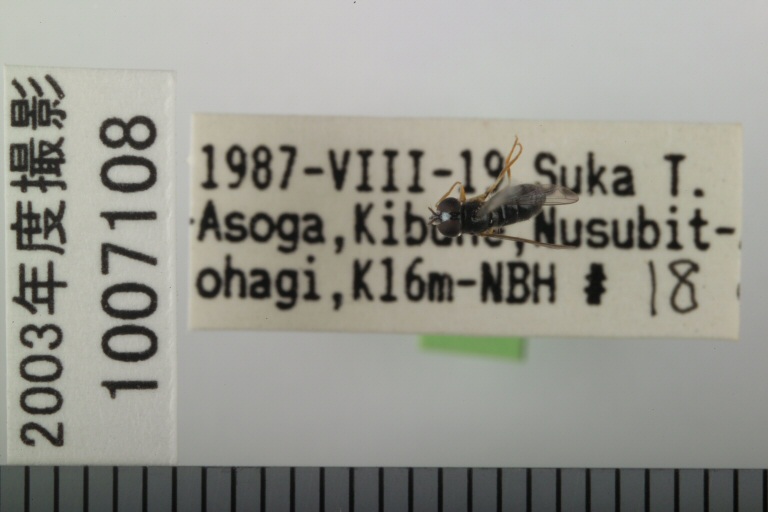 2003年度撮影
1007108
1987-VIII-19 Suka T.
Asoga, Kibune, Nusubit-
ohagi, K16m-NBH # 18